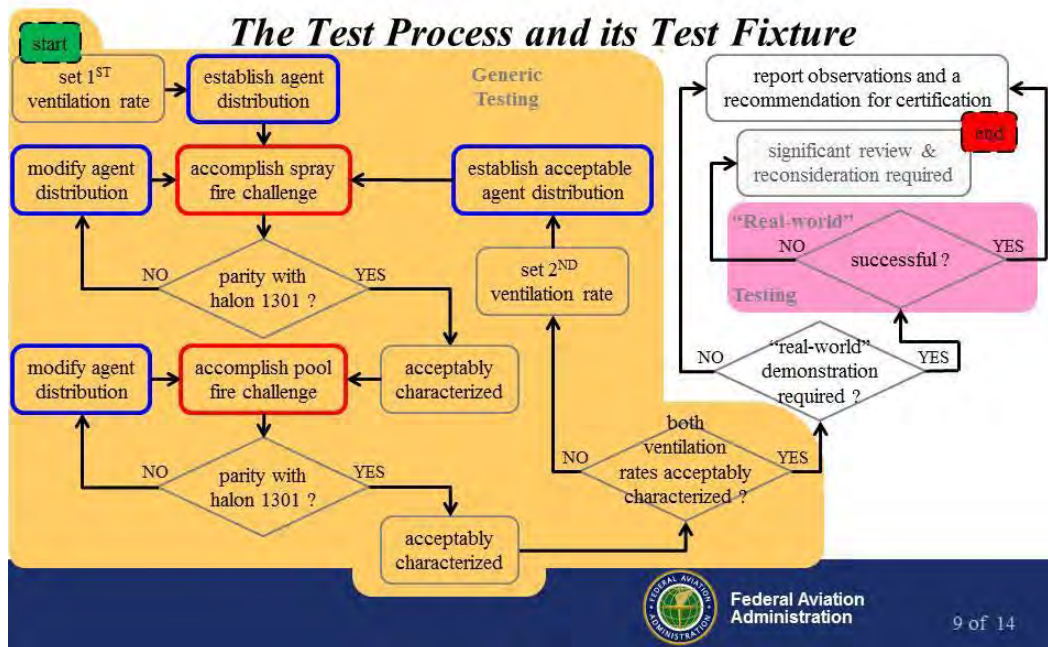 The Test Process and its Test Fixture
start
set 1ST
ventilation rate
establish agent
distribution
Generic
Testing
report observations and a
recommendation for certification
end
modify agent
distribution
accomplish spray
fire challenge
establish acceptable
agent distribution
significant review &
reconsideration required
"Real-world"
NO
successful ?
YES
Testing
NO
parity with
halon 1301 ?
YES
set 2ND
ventilation rate
modify agent
distribution
accomplish pool
fire challenge
acceptably
characterized
NO
"real-world"
demonstration
required ?
YES
NO
parity with
halon 1301 ?
YES
NO
both
ventilation
rates acceptably
characterized ?
YES
acceptably
characterized
FEDERAL AVIATION
ADMINISTRATION
Federal Aviation
Administration
9 of 14